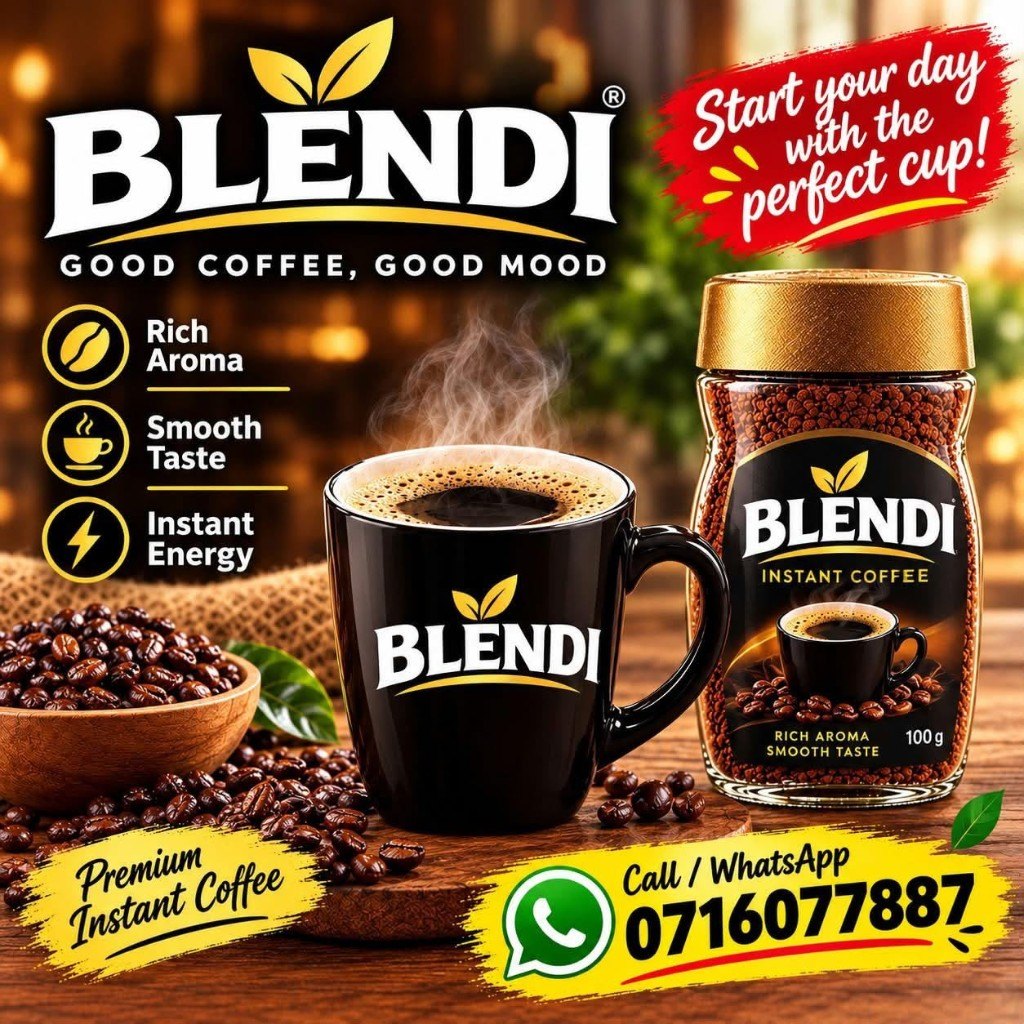 BLENDI®
GOOD COFFEE, GOOD MOOD
Start your day
with the
perfect cup!
Rich
Aroma
Smooth
Taste
Instant
Energy
BLENDI
BLENDI
INSTANT COFFEE
RICH AROMA
SMOOTH TASTE
100 g
Premium
Instant Coffee
Call / WhatsApp
0716077887